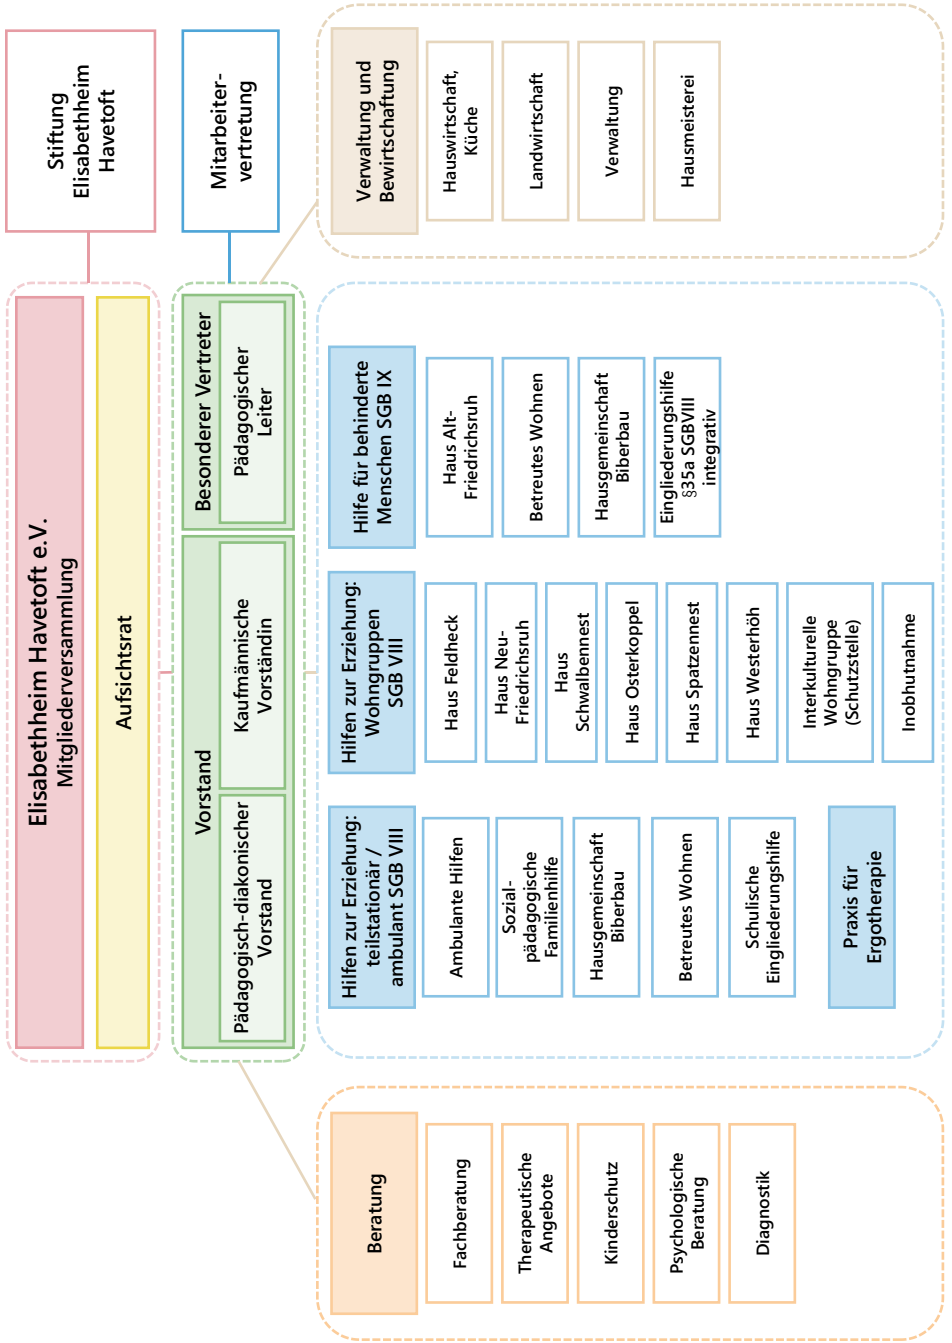 Elisabethheim Havetoft e.V.
Mitgliederversammlung
Aufsichtsrat
Stiftung
Elisabethheim
Havetoft
Vorstand
Pädagogisch-diakonischer
Vorstand
Kaufmännische
Vorständin
Besonderer Vertreter
Pädagogischer
Leiter
Mitarbeiter-
vertretung
Beratung
Fachberatung
Therapeutische
Angebote
Kinderschutz
Psychologische
Beratung
Diagnostik
Hilfen zur Erziehung:
teilstationär /
ambulant SGB VIII
Ambulante Hilfen
Sozial-
pädagogische
Familienhilfe
Hausgemeinschaft
Biberbau
Betreutes Wohnen
Schulische
Eingliederungshilfe
Praxis für
Ergotherapie
Hilfen zur Erziehung:
Wohngruppen
SGB VIII
Haus Feldheck
Haus Neu-
Friedrichsruh
Haus
Schwalbennest
Haus Osterkoppel
Haus Spatzennest
Haus Westerhöh
Interkulturelle
Wohngruppe
(Schutzstelle)
Inobhutnahme
Hilfe für behinderte
Menschen SGB IX
Haus Alt-
Friedrichsruh
Betreutes Wohnen
Hausgemeinschaft
Biberbau
Eingliederungshilfe
§35a SGBVIII
integrativ
Verwaltung und
Bewirtschaftung
Hauswirtschaft,
Küche
Landwirtschaft
Verwaltung
Hausmeisterei